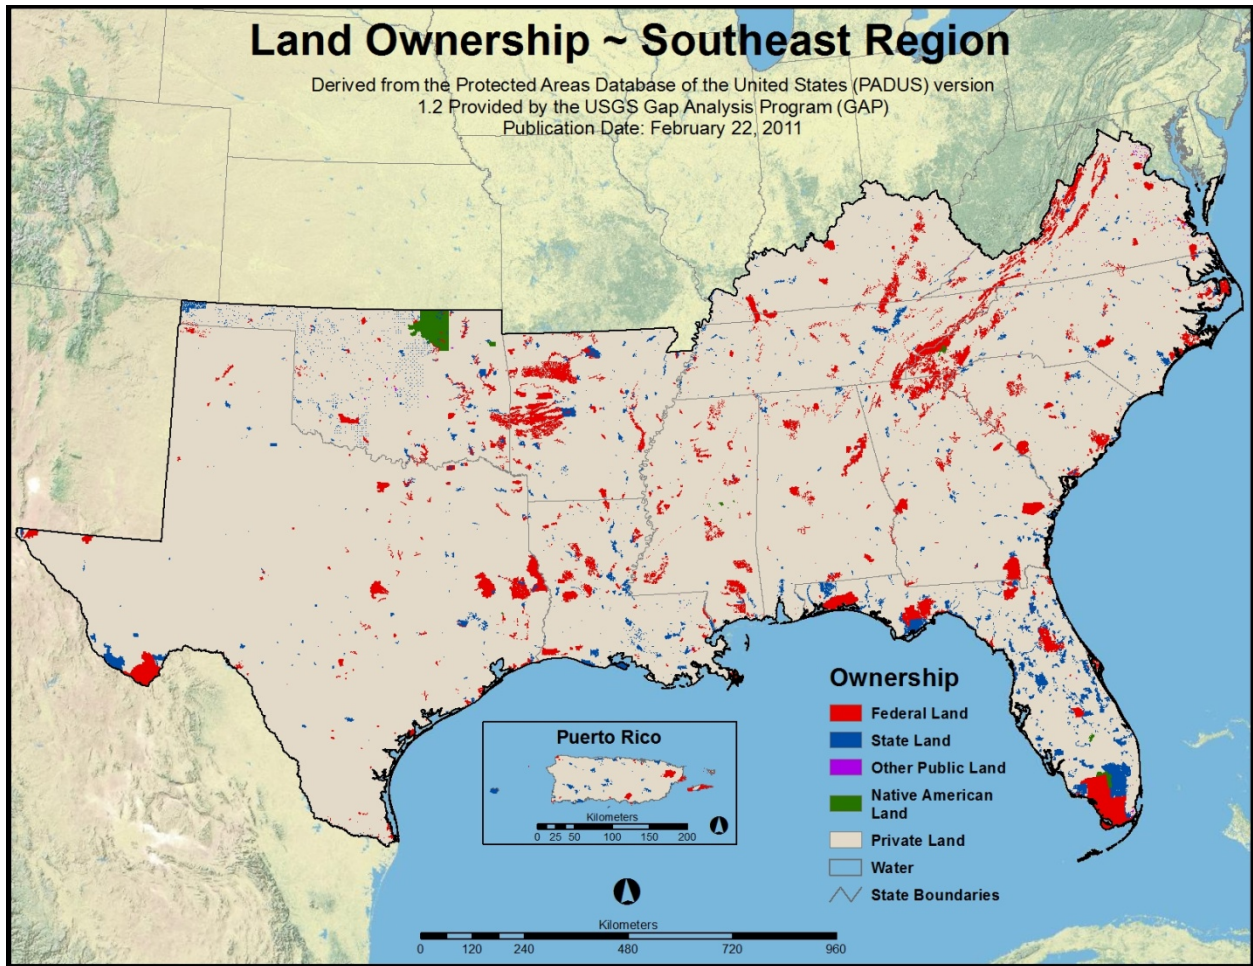 Land Ownership ~ Southeast Region
Derived from the Protected Areas Database of the United States (PADUS) version
1.2 Provided by the USGS Gap Analysis Program (GAP)
Publication Date: February 22, 2011
Ownership
Federal Land
State Land
Other Public Land
Native American
Land
Private Land
Water
State Boundaries
Puerto Rico
Kilometers
0 25 50 100 150 200
Kilometers
0 120 240 480 720 960